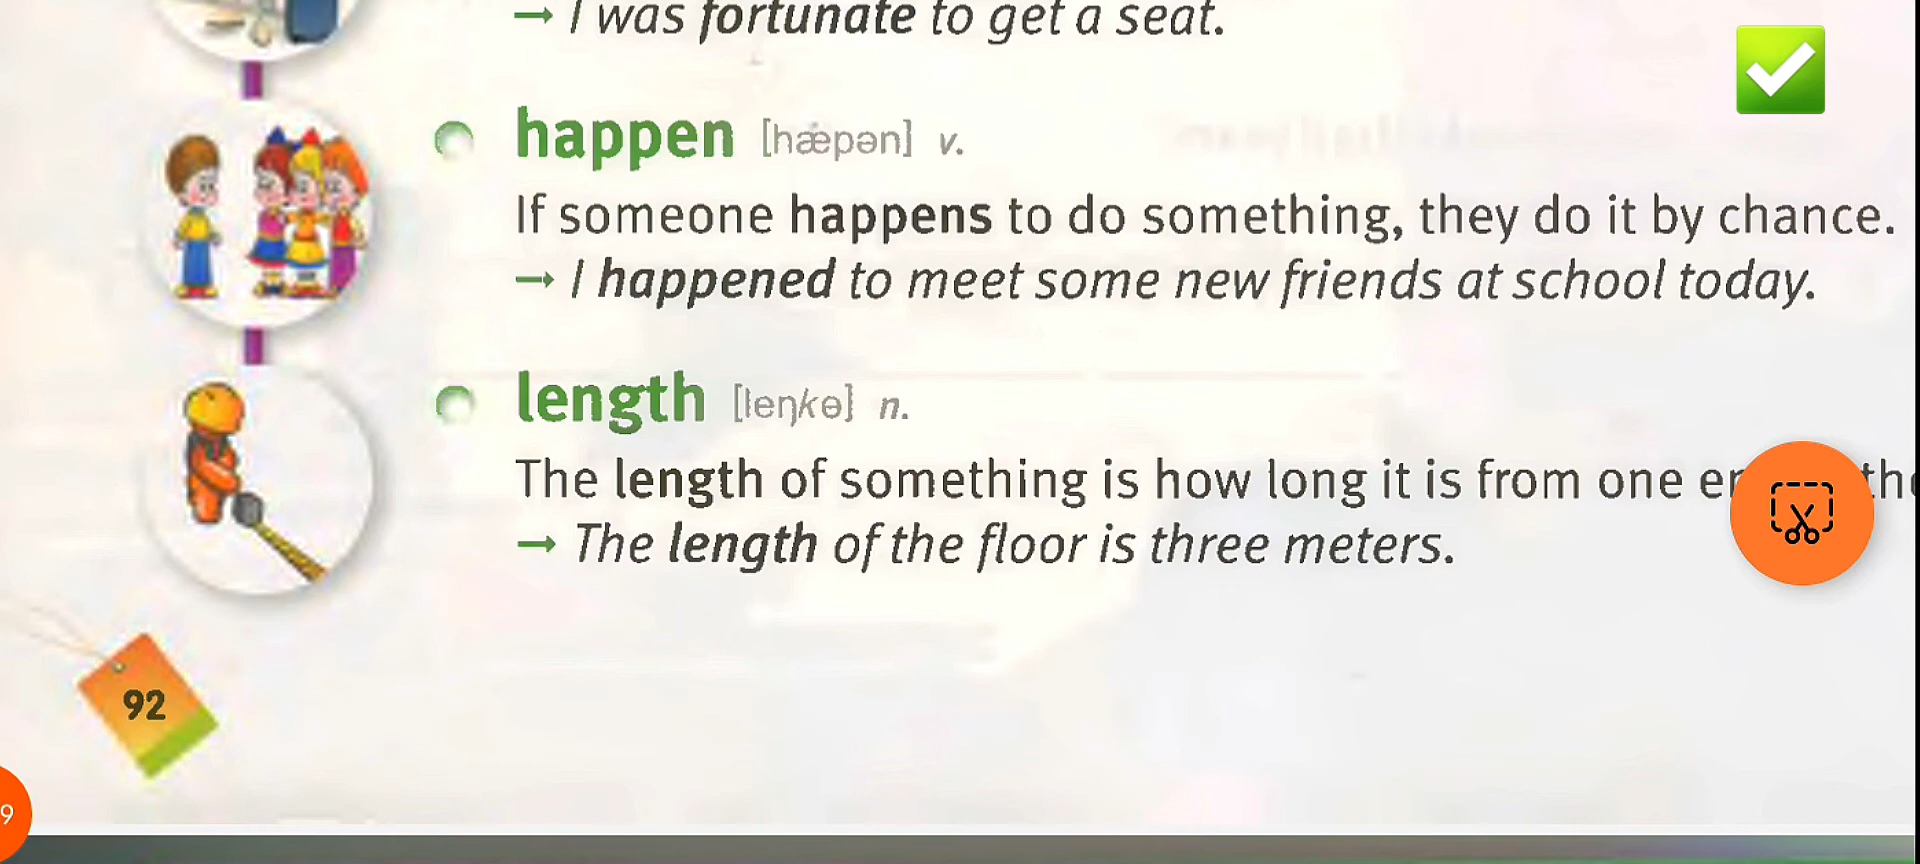 → I was fortunate to get a seat.
happen [hǽpən] v.
If someone happens to do something, they do it by chance.
→ I happened to meet some new friends at school today.
length [leŋkɵ] n.
The length of something is how long it is from one
→ The length of the floor is three meters.
92
9